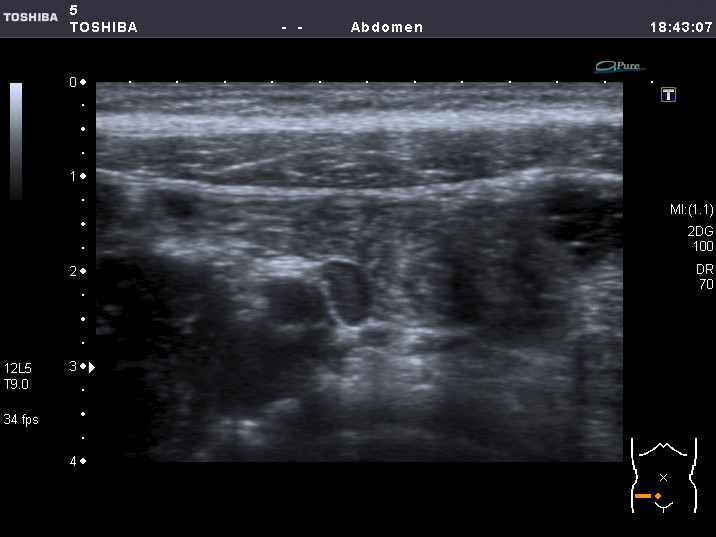 TOSHIBA
5
TOSHIBA - - Abdomen 18:43:07
Pure
T
0
1
2
3
4
MI:(1.1)
2DG
100
DR
70
12L5
T9.0
34 fps